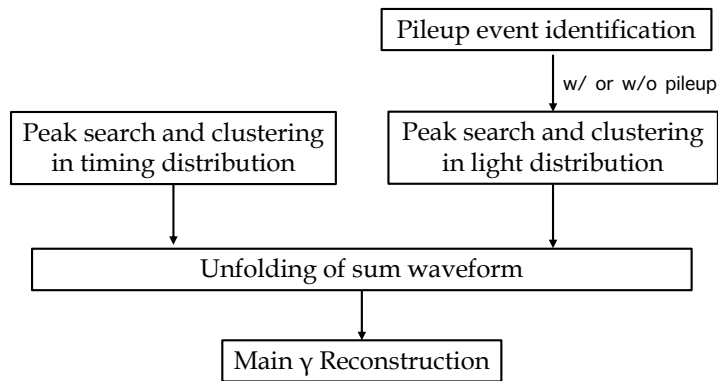 Pileup event identification
w/ or w/o pileup
Peak search and clustering
in timing distribution
Peak search and clustering
in light distribution
Unfolding of sum waveform
Main γ Reconstruction